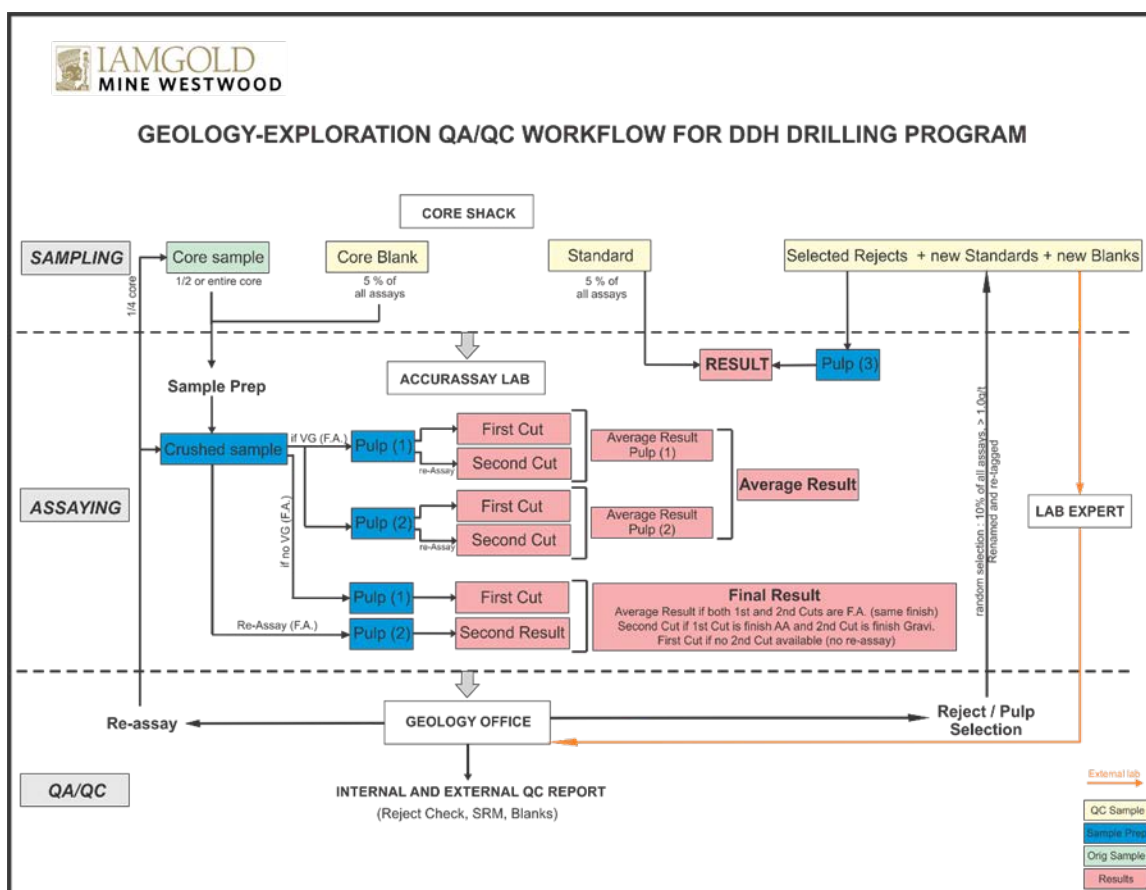 IAMGOLD
MINE WESTWOOD
GEOLOGY-EXPLORATION QA/QC WORKFLOW FOR DDH DRILLING PROGRAM
CORE SHACK
SAMPLING
Core sample
1/2 or entire core
Core Blank
5 % of
all assays
Standard
5 % of
all assays
Selected Rejects + new Standards + new Blanks
1/4 core
Sample Prep
ACCURASSAY LAB
RESULT
Pulp (3)
ASSAYING
Crushed sample
if VG (F.A.)
Pulp (1)
re-Assay
First Cut
Second Cut
Average Result
Pulp (1)
Average Result
if no VG (F.A.)
Pulp (2)
re-Assay
First Cut
Second Cut
Average Result
Pulp (2)
random selection : 10% of all assays, > 1.0g/t
Renamed and re-tagged
LAB EXPERT
Pulp (1)
First Cut
Re-Assay (F.A.)
Pulp (2)
Second Result
Final Result
Average Result if both 1st and 2nd Cuts are F.A. (same finish)
Second Cut if 1st Cut is finish AA and 2nd Cut is finish Gravi.
First Cut if no 2nd Cut available (no re-assay)
Re-assay
GEOLOGY OFFICE
Reject / Pulp
Selection
QA/QC
INTERNAL AND EXTERNAL QC REPORT
(Reject Check, SRM, Blanks)
External lab
QC Sample
Sample Prep
Orig Sample
Results